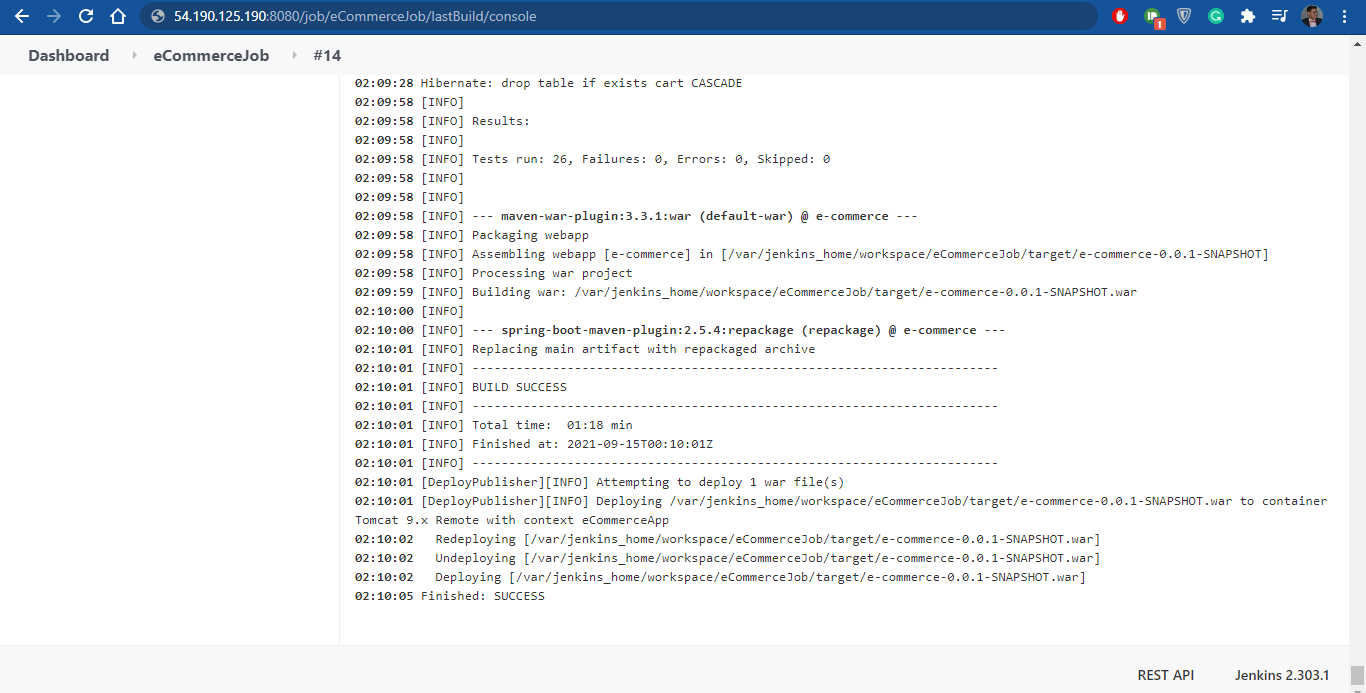 54.190.125.190:8080/job/eCommerceJob/lastBuild/console
1
Dashboard eCommerceJob #14
02:09:28 Hibernate: drop table if exists cart CASCADE
02:09:58 [INFO]
02:09:58 [INFO] Results:
02:09:58 [INFO]
02:09:58 [INFO] Tests run: 26, Failures: 0, Errors: 0, Skipped: 0
02:09:58 [INFO]
02:09:58 [INFO]
02:09:58 [INFO] --- maven-war-plugin:3.3.1:war (default-war) @ e-commerce ---
02:09:58 [INFO] Packaging webapp
02:09:58 [INFO] Assembling webapp [e-commerce] in [/var/jenkins_home/workspace/eCommerceJob/target/e-commerce-0.0.1-SNAPSHOT]
02:09:58 [INFO] Processing war project
02:09:59 [INFO] Building war: /var/jenkins_home/workspace/eCommerceJob/target/e-commerce-0.0.1-SNAPSHOT.war
02:10:00 [INFO]
02:10:00 [INFO] --- spring-boot-maven-plugin:2.5.4:repackage (repackage) @ e-commerce ---
02:10:01 [INFO] Replacing main artifact with repackaged archive
02:10:01 [INFO] ------------------------------------------------------------------------
02:10:01 [INFO] BUILD SUCCESS
02:10:01 [INFO] ------------------------------------------------------------------------
02:10:01 [INFO] Total time:  01:18 min
02:10:01 [INFO] Finished at: 2021-09-15T00:10:01Z
02:10:01 [INFO] ------------------------------------------------------------------------
02:10:01 [DeployPublisher][INFO] Attempting to deploy 1 war file(s)
02:10:01 [DeployPublisher][INFO] Deploying /var/jenkins_home/workspace/eCommerceJob/target/e-commerce-0.0.1-SNAPSHOT.war to container
Tomcat 9.x Remote with context eCommerceApp
02:10:02   Redeploying [/var/jenkins_home/workspace/eCommerceJob/target/e-commerce-0.0.1-SNAPSHOT.war]
02:10:02   Undeploying [/var/jenkins_home/workspace/eCommerceJob/target/e-commerce-0.0.1-SNAPSHOT.war]
02:10:02   Deploying [/var/jenkins_home/workspace/eCommerceJob/target/e-commerce-0.0.1-SNAPSHOT.war]
02:10:05 Finished: SUCCESS
REST API Jenkins 2.303.1